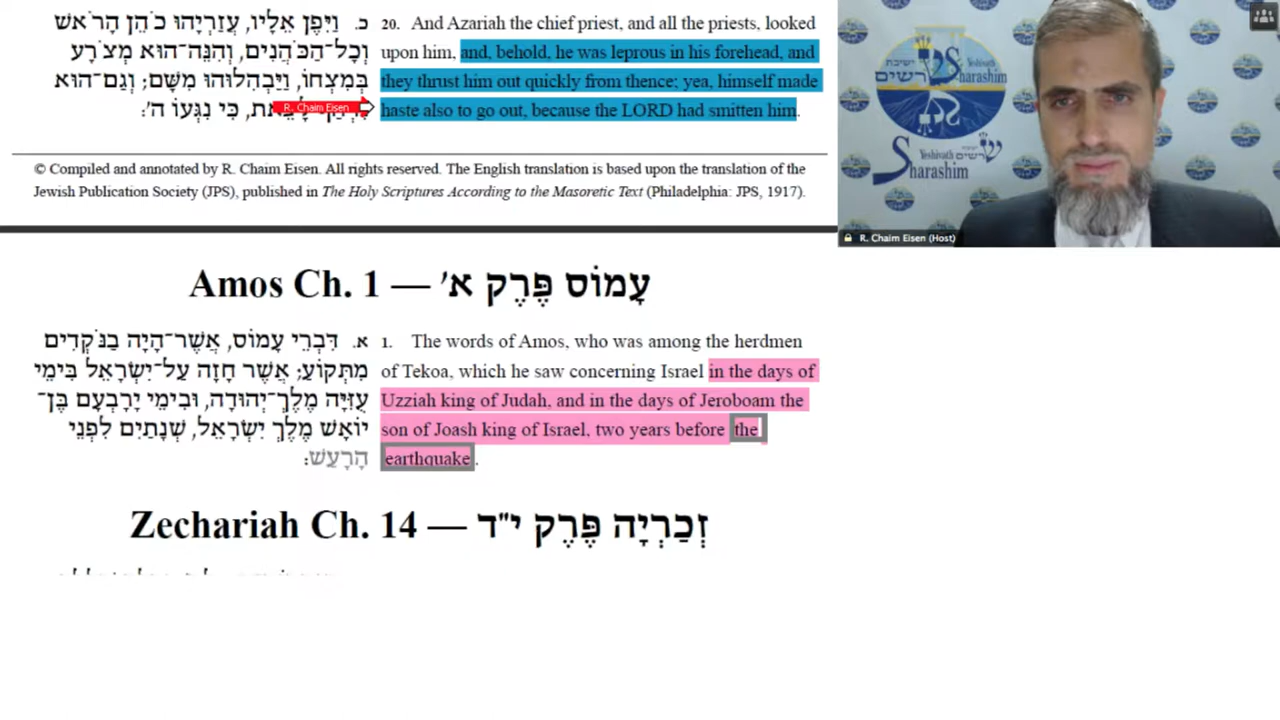 כ. וַיִּפֶן אֵלָיו, עֲזַרְיָהוּ כֹהֵן הָרֹאשׁ
וְכָל־הַכֹּהֲנִים, וְהִנֵּה־הוּא מְצֹרָע
בְּמִצְחוֹ, וַיַּבְהִלוּהוּ מִשָּׁם; וְגַם־הוּא
כִּי נִגְּעוֹ ה':
R. Chaim Eisen
20. And Azariah the chief priest, and all the priests, looked
upon him, and, behold, he was leprous in his forehead, and
they thrust him out quickly from thence; yea, himself made
haste also to go out, because the LORD had smitten him.
© Compiled and annotated by R. Chaim Eisen. All rights reserved. The English translation is based upon the translation of the
Jewish Publication Society (JPS), published in The Holy Scriptures According to the Masoretic Text (Philadelphia: JPS, 1917).
Amos Ch. 1 — עָמוֹס פֶּרֶק א'
א. דִּבְרֵי עָמוֹס, אֲשֶׁר־הָיָה בַנֹּקְדִים
מִתְּקוֹעַ; אֲשֶׁר חָזָה עַל־יִשְׂרָאֵל בִּימֵי
עֻזִּיָּה מֶלֶךְ־יְהוּדָה, וּבִימֵי יָרָבְעָם בֶּן־
יוֹאָשׁ מֶלֶךְ יִשְׂרָאֵל, שְׁנָתַיִם לִפְנֵי
הָרָעַשׁ:
1. The words of Amos, who was among the herdmen
of Tekoa, which he saw concerning Israel in the days of
Uzziah king of Judah, and in the days of Jeroboam the
son of Joash king of Israel, two years before the
earthquake.
Zechariah Ch. 14 — זְכַרְיָה פֶּרֶק י"ד
ישיבת
שרשים
Yeshivath
Sharashim
Yeshivath
Sharashim
R. Chaim Eisen (Host)